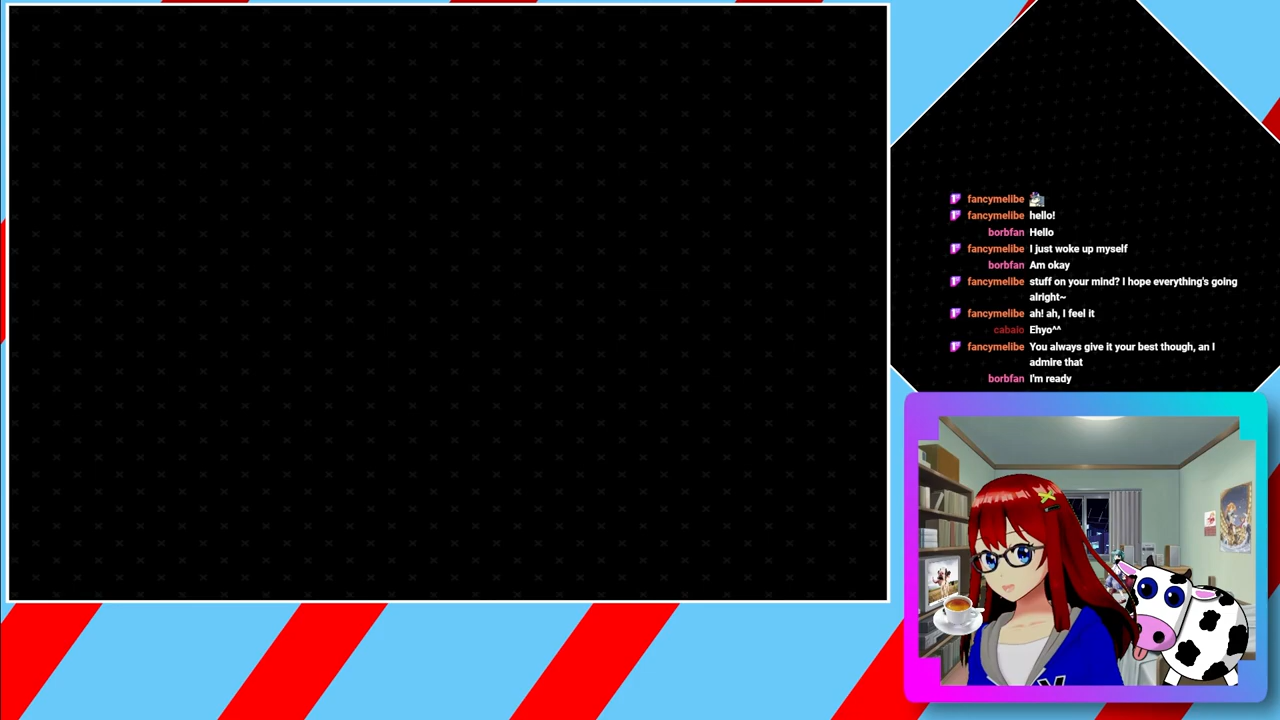 fancymelibe
fancymelibe hello!
borbfan Hello
fancymelibe I just woke up myself
borbfan Am okay
fancymelibe stuff on your mind? I hope everything's going
alright~
fancymelibe ah! ah, I feel it
cabaio Ehyo^^
fancymelibe You always give it your best though, an I
admire that
borbfan I'm ready